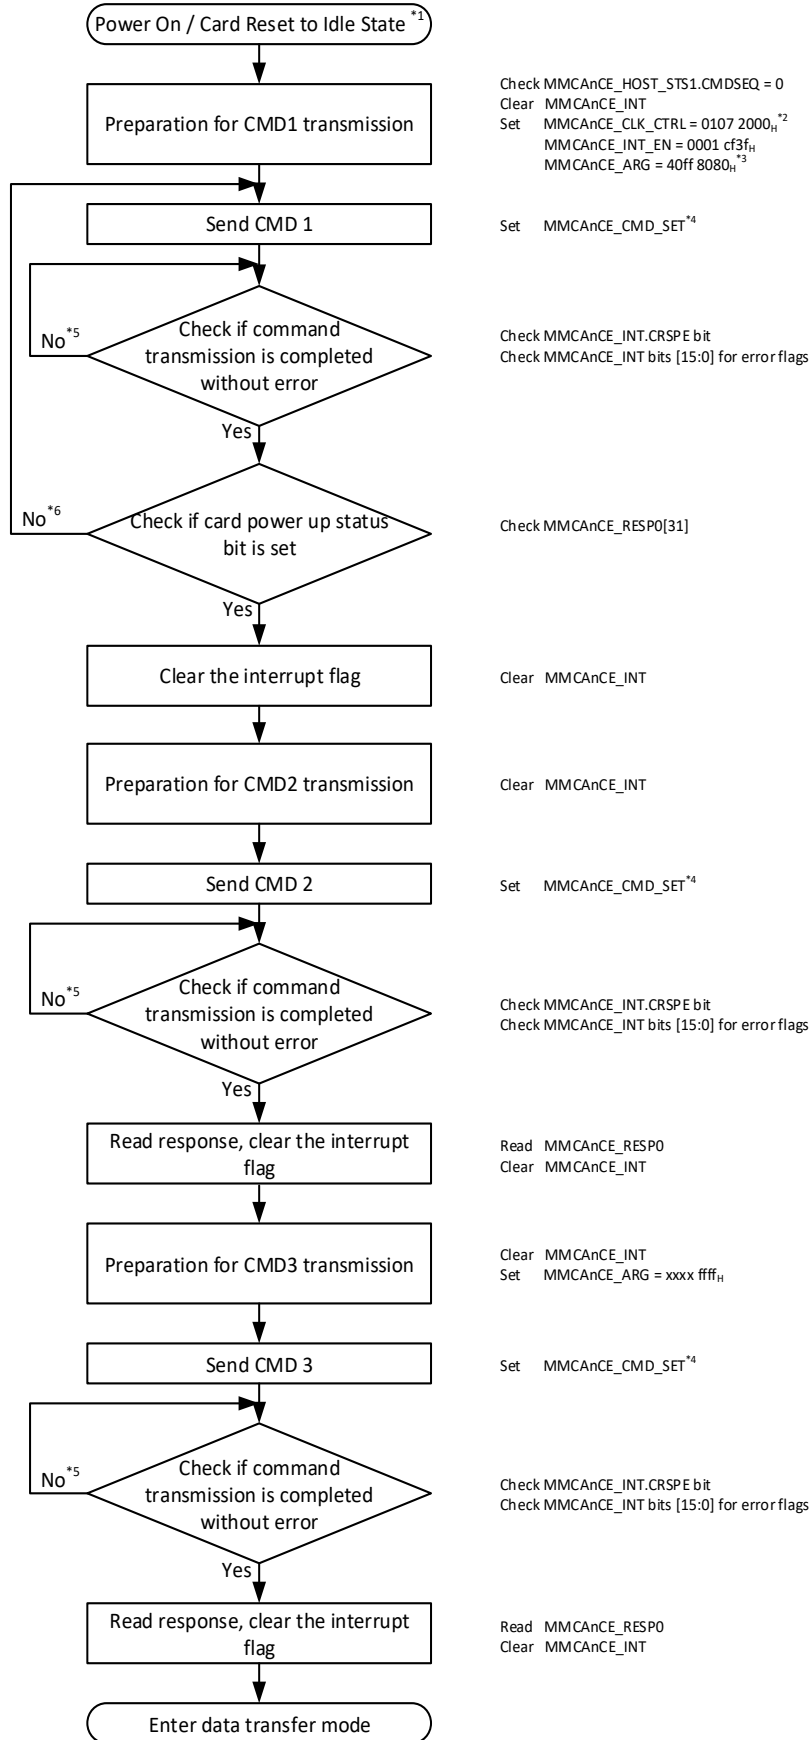 Power On / Card Reset to Idle State *1
Preparation for CMD1 transmission
Check MMCAnCE_HOST_STS1.CMDSEQ = 0
Clear MMCAnCE_INT
Set MMCAnCE_CLK_CTRL = 0107 2000H*2
MMCAnCE_INT_EN = 0001 cf3fH
MMCAnCE_ARG = 40ff 8080H*3
Send CMD 1
Set MMCAnCE_CMD_SET*4
No*5
Check if command
transmission is completed
without error
Check MMCAnCE_INT.CRSPE bit
Check MMCAnCE_INT bits [15:0] for error flags
Yes
No*6
Check if card power up status
bit is set
Check MMCAnCE_RESP0[31]
Yes
Clear the interrupt flag
Clear MMCAnCE_INT
Preparation for CMD2 transmission
Clear MMCAnCE_INT
Send CMD 2
Set MMCAnCE_CMD_SET*4
No*5
Check if command
transmission is completed
without error
Check MMCAnCE_INT.CRSPE bit
Check MMCAnCE_INT bits [15:0] for error flags
Yes
Read response, clear the interrupt
flag
Read MMCAnCE_RESP0
Clear MMCAnCE_INT
Preparation for CMD3 transmission
Clear MMCAnCE_INT
Set MMCAnCE_ARG = xxxx ffffH
Send CMD 3
Set MMCAnCE_CMD_SET*4
No*5
Check if command
transmission is completed
without error
Check MMCAnCE_INT.CRSPE bit
Check MMCAnCE_INT bits [15:0] for error flags
Yes
Read response, clear the interrupt
flag
Read MMCAnCE_RESP0
Clear MMCAnCE_INT
Enter data transfer mode